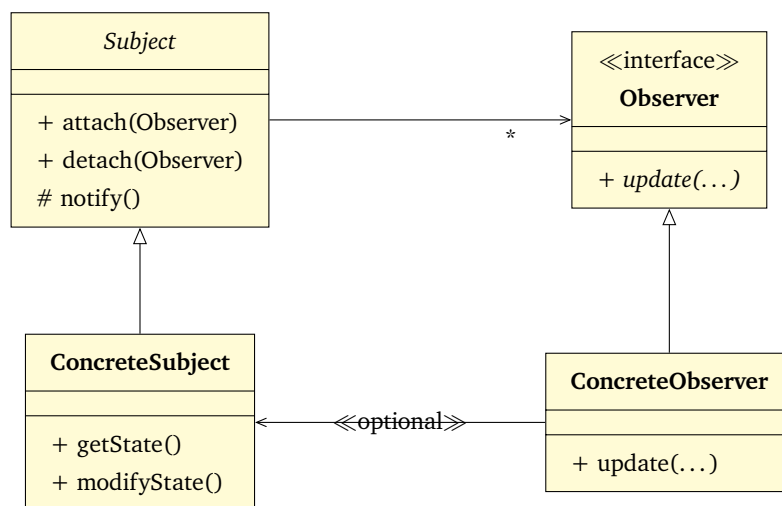 Subject
+ attach(Observer)
+ detach(Observer)
# notify()
≪interface≫
Observer
+ update(...)
*
ConcreteSubject
+ getState()
+ modifyState()
≪optional≫
ConcreteObserver
+ update(...)